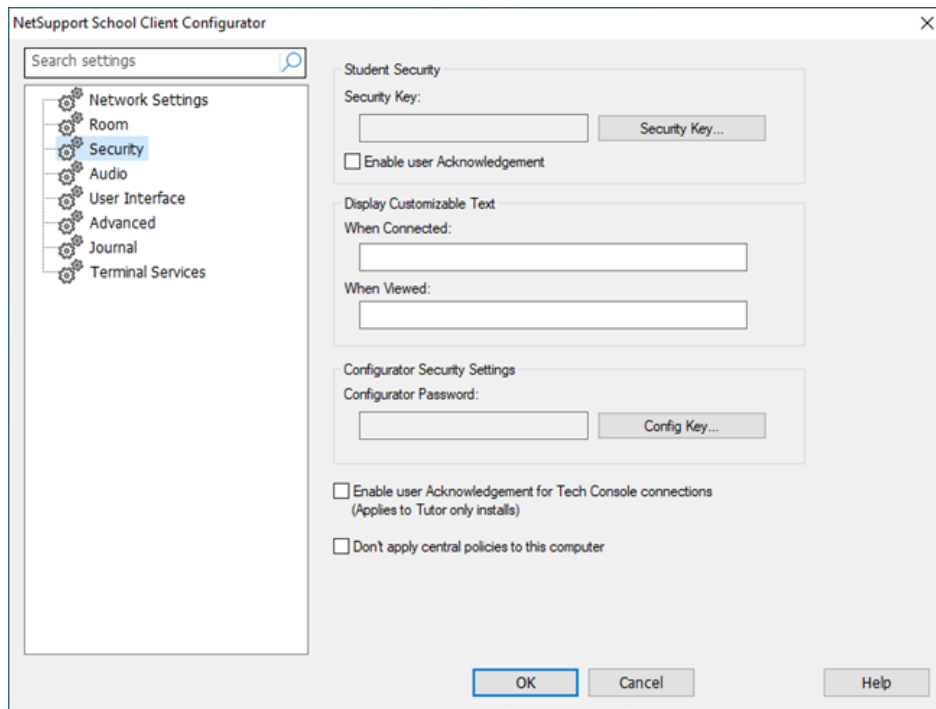 NetSupport School Client Configurator
Search settings
Network Settings
Room
Security
Audio
User Interface
Advanced
Journal
Terminal Services
Student Security
Security Key:
Security Key...
Enable user Acknowledgement
Display Customizable Text
When Connected:
When Viewed:
Configurator Security Settings
Configurator Password:
Config Key...
Enable user Acknowledgement for Tech Console connections
(Applies to Tutor only installs)
Don't apply central policies to this computer
OK
Cancel
Help